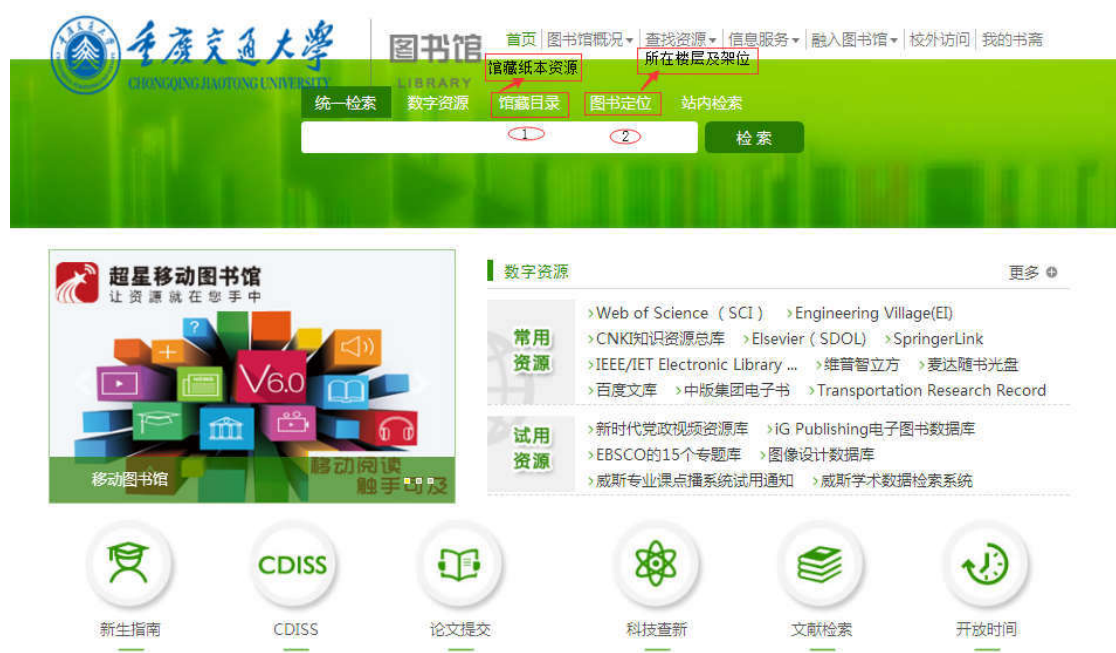 重庆交通大学
CHONGQING JIAOTONG UNIVERSITY
图书馆
LIBRARY
首页 图书馆概况 查找资源 信息服务 融入图书馆 校外访问 我的书斋
馆藏纸本资源
所在楼层及架位
统一检索 数字资源 馆藏目录 图书定位 站内检索
1 2
检索
超星移动图书馆
让资源就在您手中
?
NEWS
V6.0
移动阅读
触手可及
移动图书馆
数字资源
更多
常用
资源
›Web of Science ( SCI ) ›Engineering Village(EI)
›CNKI知识资源总库 ›Elsevier ( SDOL) ›SpringerLink
›IEEE/IET Electronic Library ... ›维普智立方 ›麦达随书光盘
›百度文库 ›中版集团电子书 ›Transportation Research Record
试用
资源
›新时代党政视频资源库 ›iG Publishing电子图书数据库
›EBSCO的15个专题库 ›图像设计数据库
›威斯专业课点播系统试用通知 ›威斯学术数据检索系统
CDISS
新生指南 CDISS 论文提交 科技查新 文献检索 开放时间